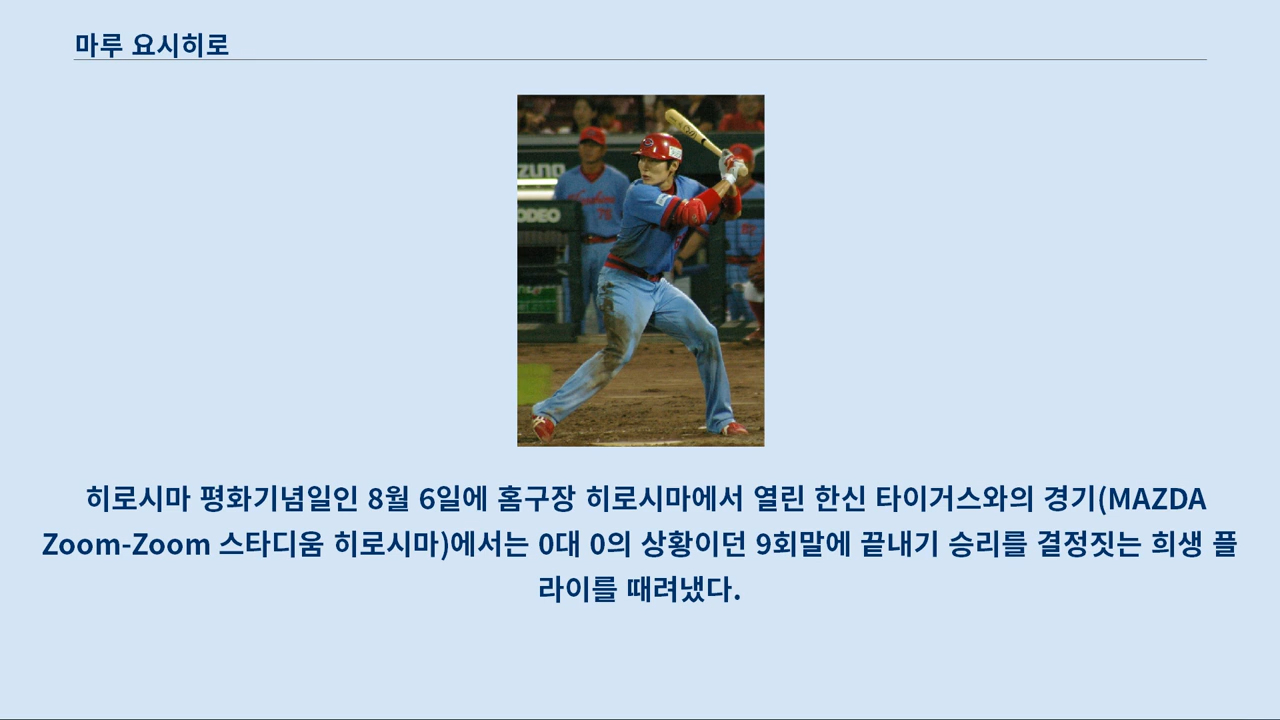 마루 요시히로
ZUNO
ODEO
히로시마 평화기념일인 8월 6일에 홈구장 히로시마에서 열린 한신 타이거스와의 경기(MAZDA
Zoom-Zoom 스타디움 히로시마)에서는 0대 0의 상황이던 9회말에 끝내기 승리를 결정짓는 희생 플
라이를 때려냈다.